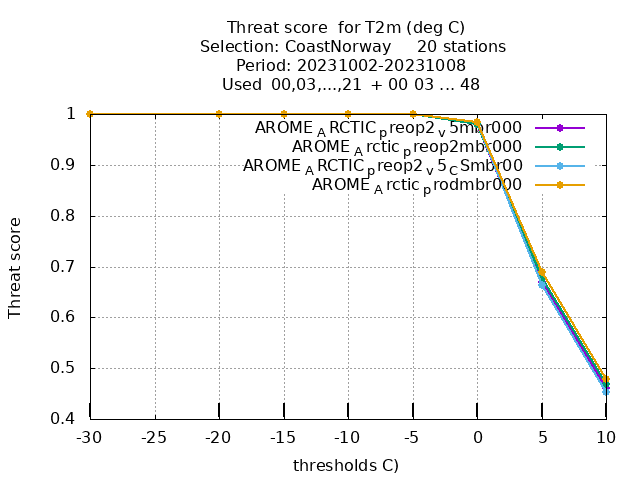 Threat score for T2m (deg C)
Selection: CoastNorway 20 stations
Period: 20231002-20231008
Used 00,03,...,21 + 00 03 ... 48
1
0.9
0.8
0.7
0.6
0.5
0.4
Threat score
AROME_ARCTIC_preop2_v5mbr000
AROME_Arctic_preop2mbr000
AROME_ARCTIC_preop2_v5_CSmbr00
AROME_Arctic_prodmbr000
-30 -25 -20 -15 -10 -5 0 5 10
thresholds C)